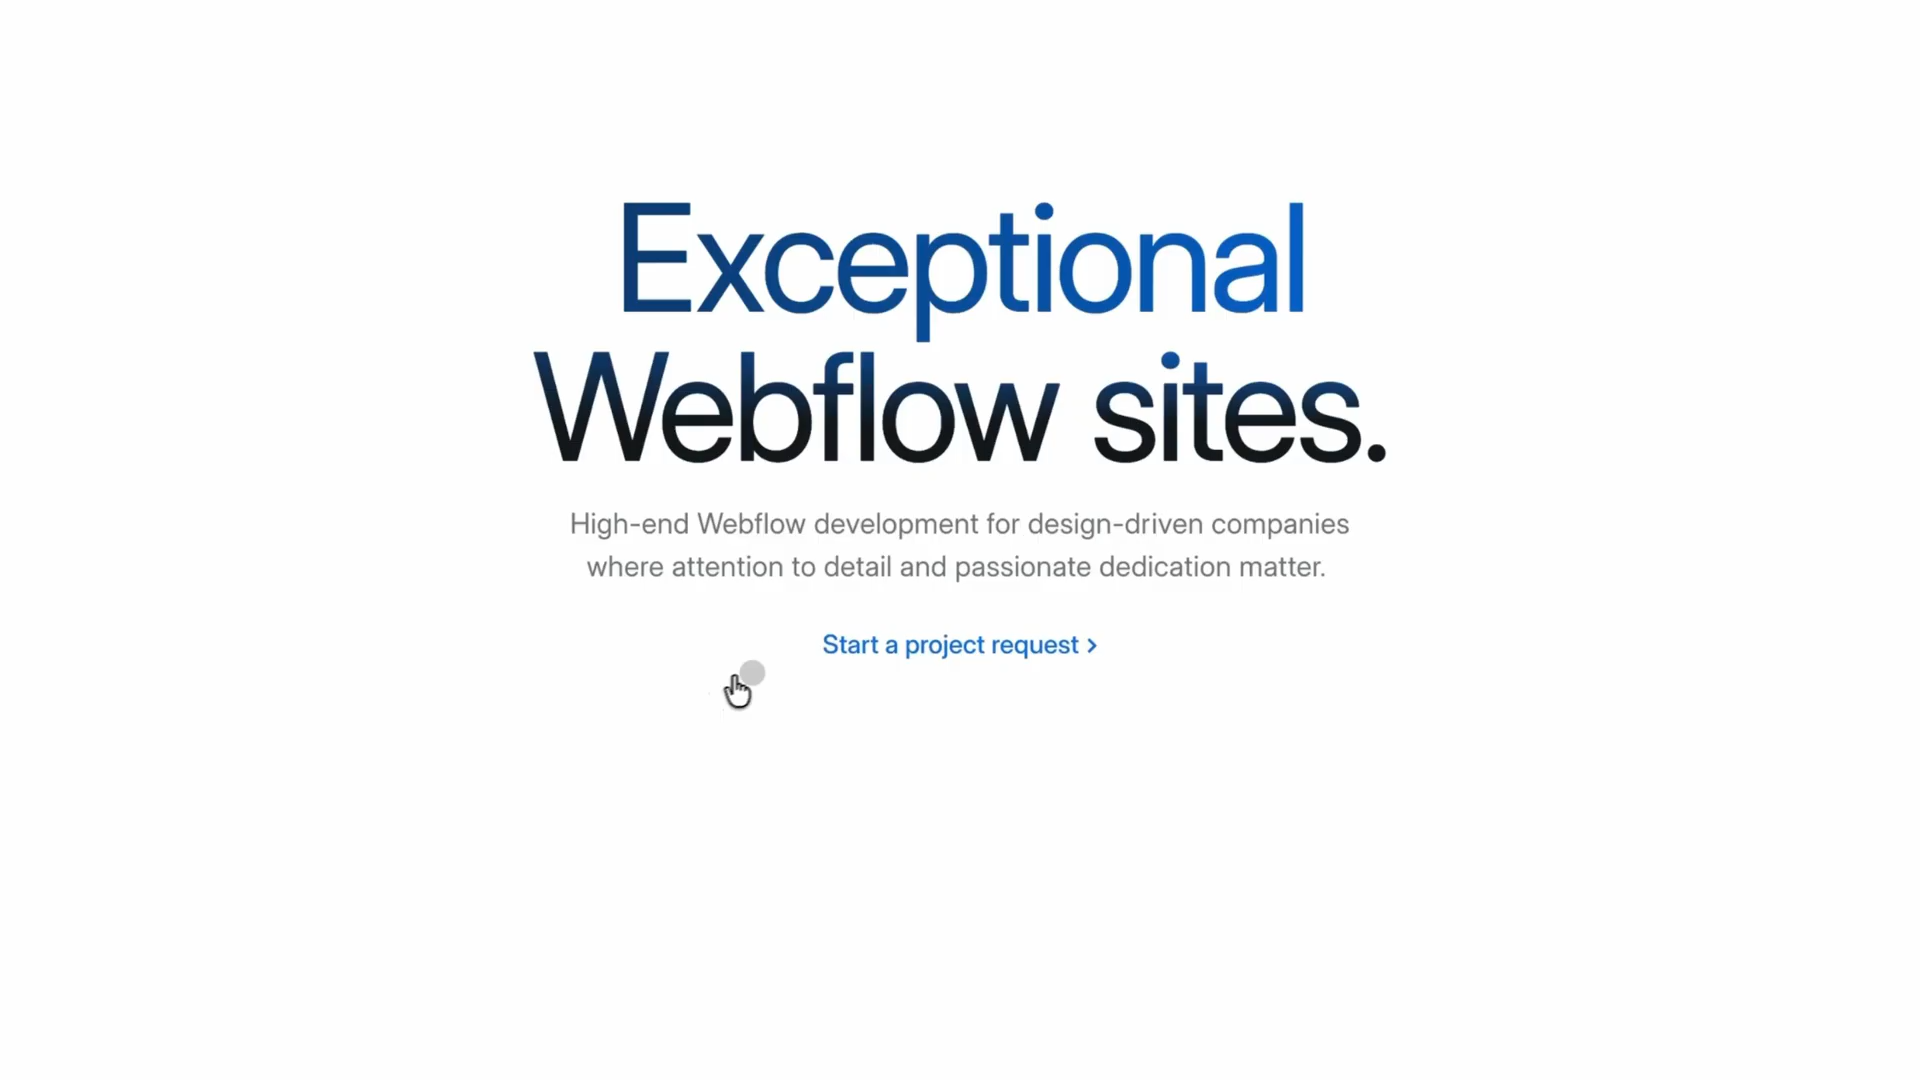 Exceptional
Webflow sites.
High-end Webflow development for design-driven companies
where attention to detail and passionate dedication matter.
Start a project request >